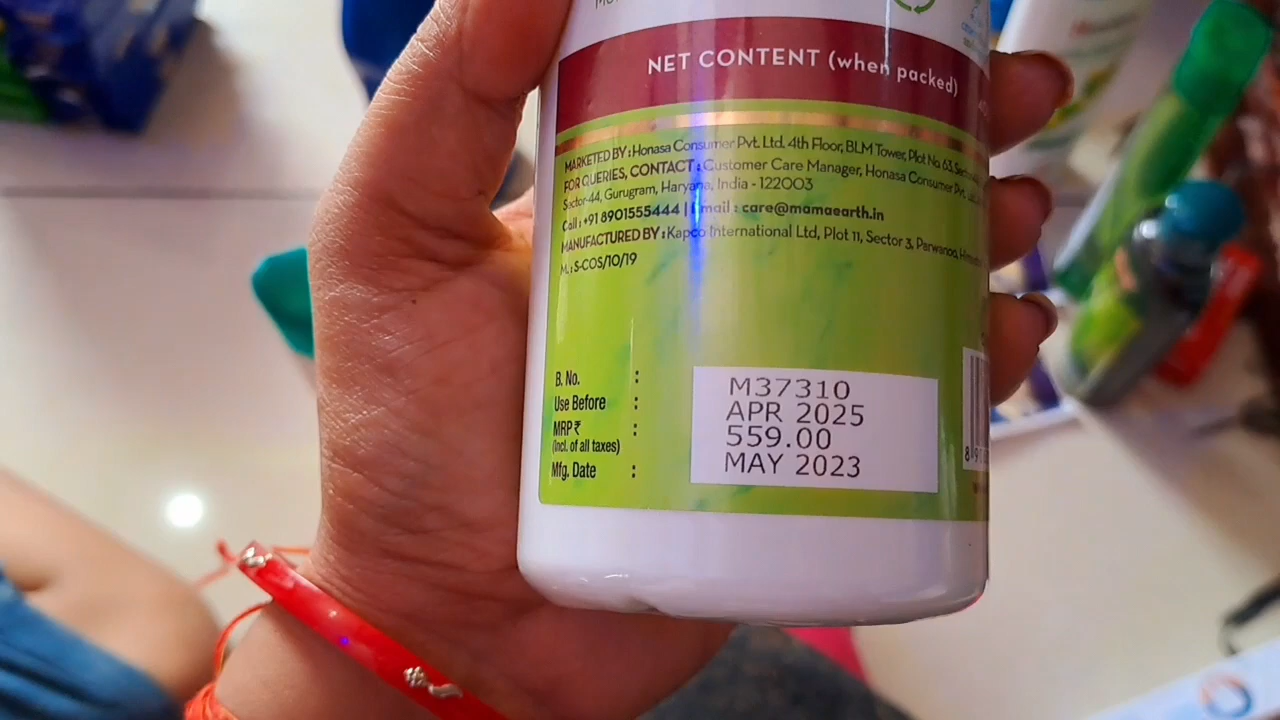 NET CONTENT (when packed)
MARKETED BY : Honasa Consumer Pvt. Ltd. 4th Floor, BLM Tower, Plot No 63,
FOR QUERIES, CONTACT : Customer Care Manager, Honasa Consumer Pvt.
Sector-44, Gurugram, Haryana, India - 122003
Call : +91 8901555444 | Email : care@mamaearth.in
MANUFACTURED BY : Kapco International Ltd, Plot 11, Sector 3, Parwanoo,
M. : S-COS/10/19
B. No. : M37310
Use Before : APR 2025
MRP ₹ : 559.00
(Incl. of all taxes)
Mfg. Date : MAY 2023